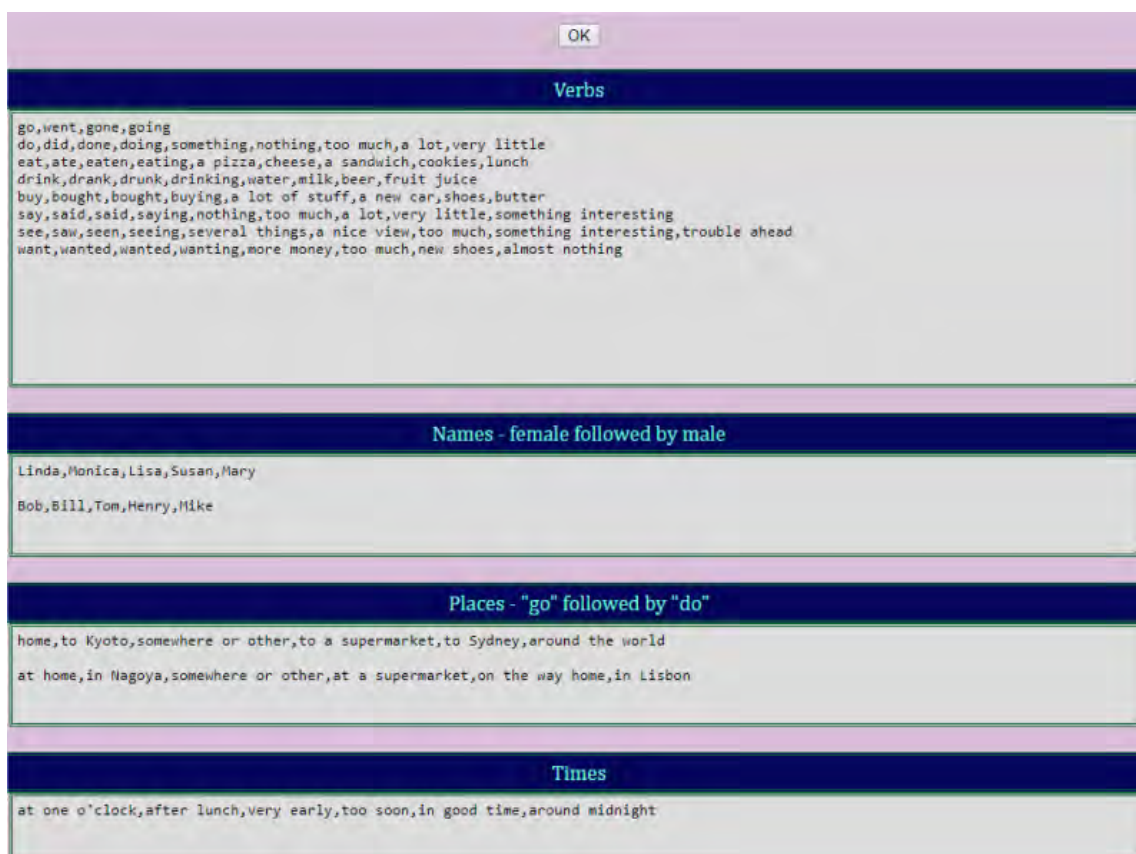 OK
Verbs
go,went,gone,going
do,did,done,doing,something,nothing,too much,a lot,very little
eat,ate,eaten,eating,a pizza,cheese,a sandwich,cookies,lunch
drink,drank,drunk,drinking,water,milk,beer,fruit juice
buy,bought,bought,buying,a lot of stuff,a new car,shoes,butter
say,said,said,saying,nothing,too much,a lot,very little,something interesting
see,saw,seen,seeing,several things,a nice view,too much,something interesting,trouble ahead
want,wanted,wanted,wanting,more money,too much,new shoes,almost nothing
Names - female followed by male
Linda,Monica,Lisa,Susan,Mary
Bob,Bill,Tom,Henry,Mike
Places - "go" followed by "do"
home,to Kyoto,somewhere or other,to a supermarket,to Sydney,around the world
at home,in Nagoya,somewhere or other,at a supermarket,on the way home,in Lisbon
Times
at one o'clock,after lunch,very early,too soon,in good time,around midnight